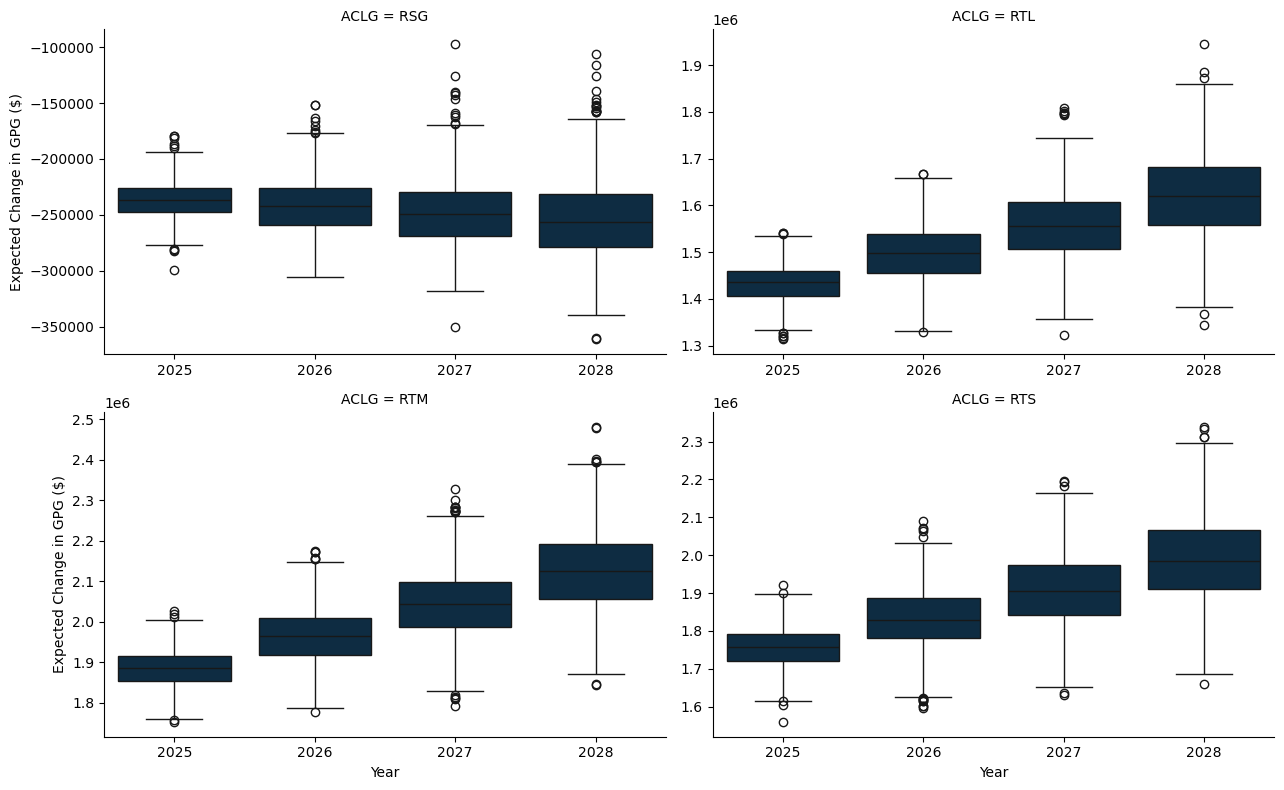 ACLG = RSG
−100000
−150000
−200000
−250000
−300000
−350000
Expected Change in GPG ($)
2025 2026 2027 2028
ACLG = RTL
1e6
1.9
1.8
1.7
1.6
1.5
1.4
1.3
2025 2026 2027 2028
ACLG = RTM
1e6
2.5
2.4
2.3
2.2
2.1
2.0
1.9
1.8
Expected Change in GPG ($)
2025 2026 2027 2028
Year
ACLG = RTS
1e6
2.3
2.2
2.1
2.0
1.9
1.8
1.7
1.6
2025 2026 2027 2028
Year